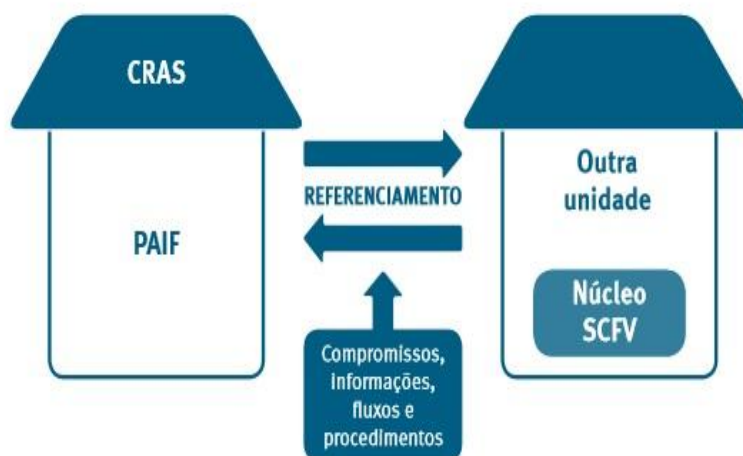 CRAS
PAIF
REFERENCIAMENTO
Compromissos,
informações,
fluxos e
procedimentos
Outra
unidade
Núcleo
SCFV